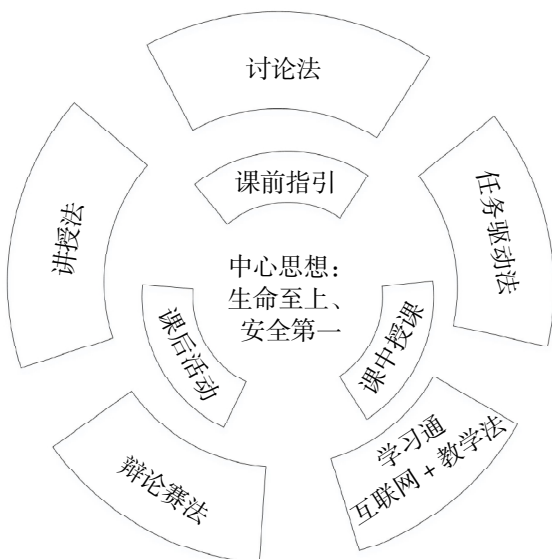 讨论法
课前指引
讲授法
任务驱动法
中心思想：
生命至上、
安全第一
课后活动
课中授课
辩论赛法
学习通
互联网 + 教学法